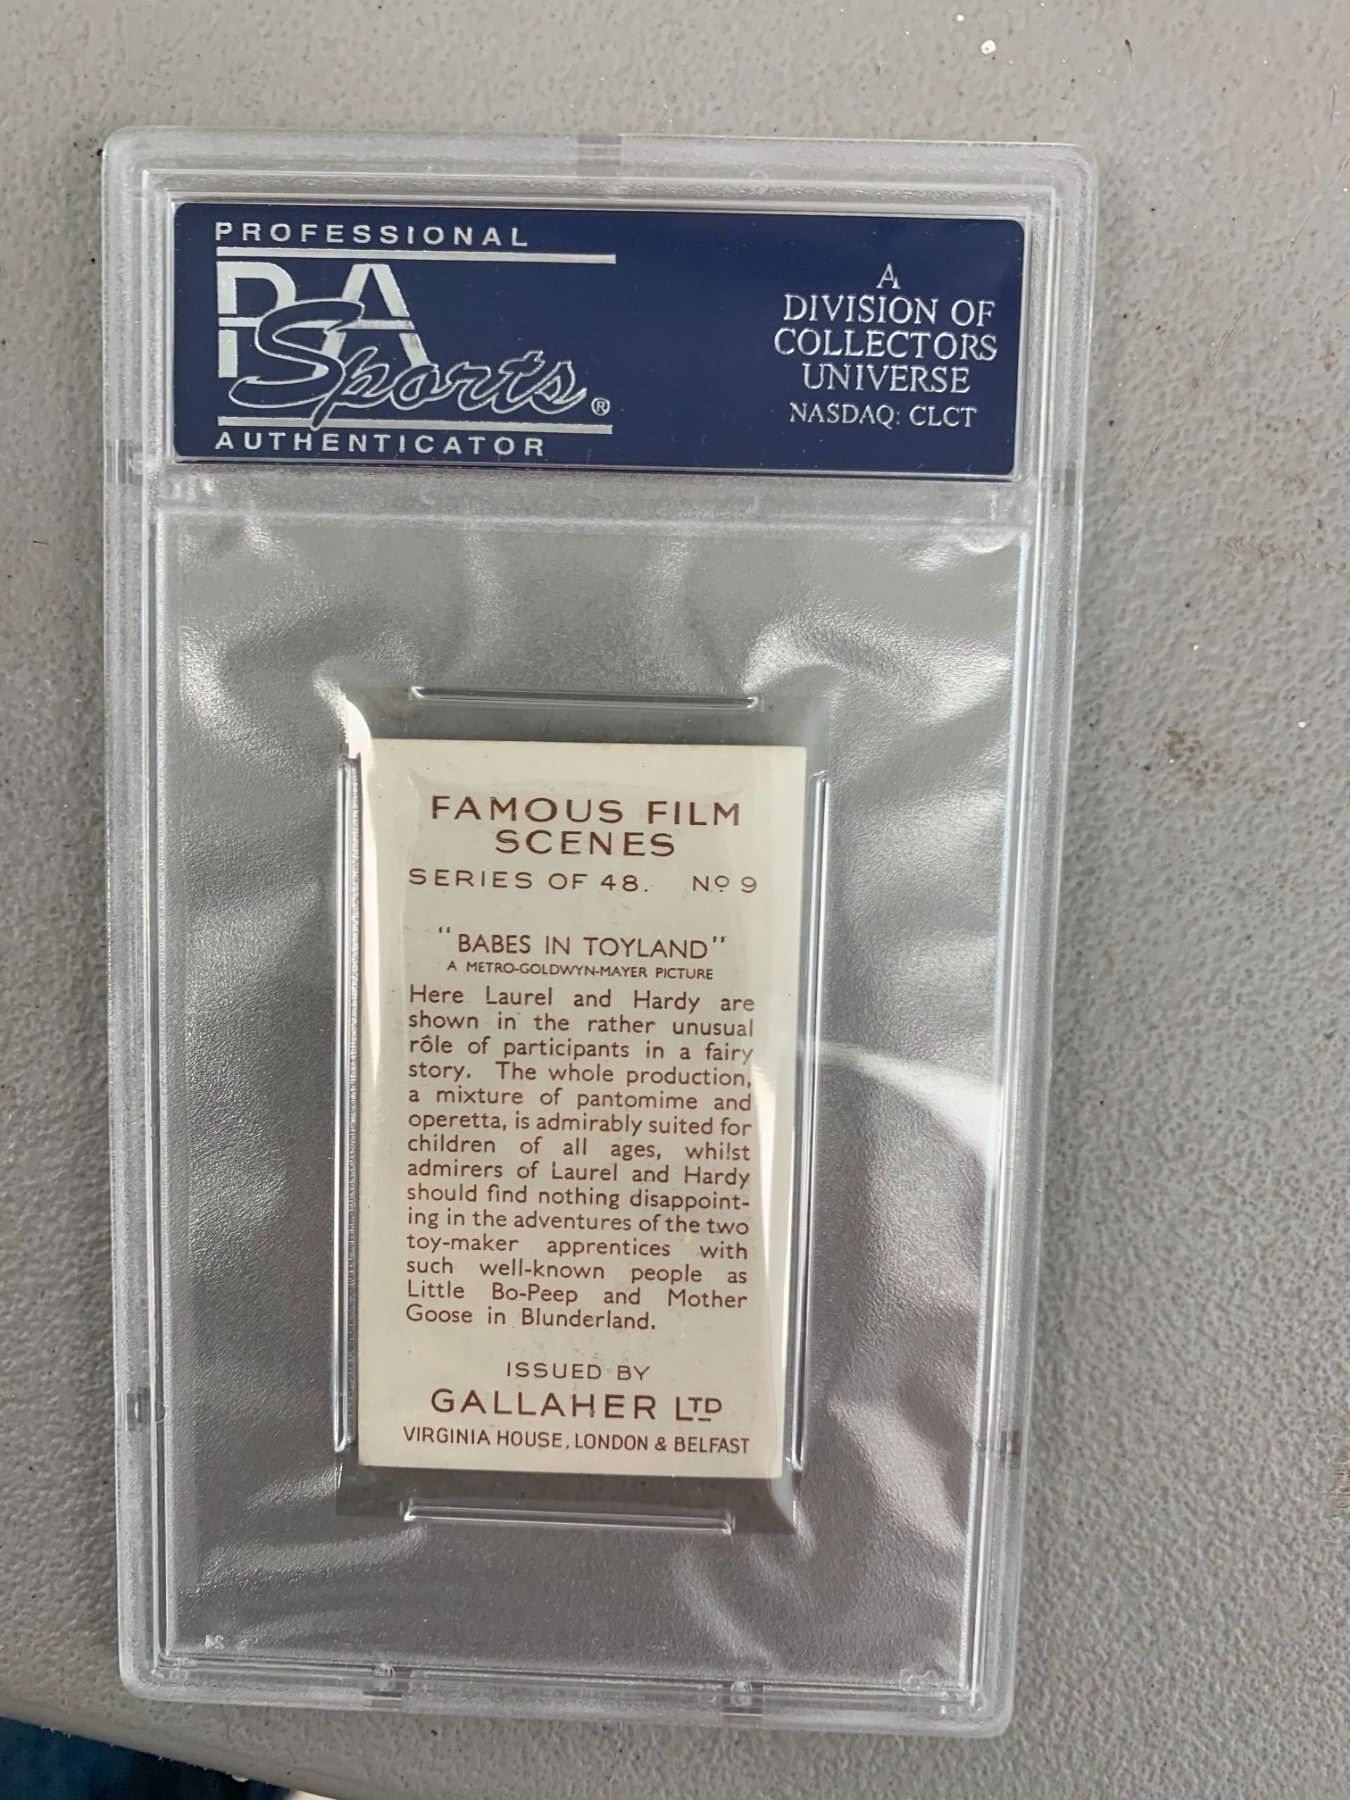 PROFESSIONAL
PSA
Sports®
AUTHENTICATOR
A
DIVISION OF
COLLECTORS
UNIVERSE
NASDAQ: CLCT
FAMOUS FILM
SCENES
SERIES OF 48. Nº 9
"BABES IN TOYLAND"
A METRO-GOLDWYN-MAYER PICTURE
Here Laurel and Hardy are
shown in the rather unusual
rôle of participants in a fairy
story. The whole production,
a mixture of pantomime and
operetta, is admirably suited for
children of all ages, whilst
admirers of Laurel and Hardy
should find nothing disappoint-
ing in the adventures of the two
toy-maker apprentices with
such well-known people as
Little Bo-Peep and Mother
Goose in Blunderland.
ISSUED BY
GALLAHER LTD
VIRGINIA HOUSE, LONDON & BELFAST